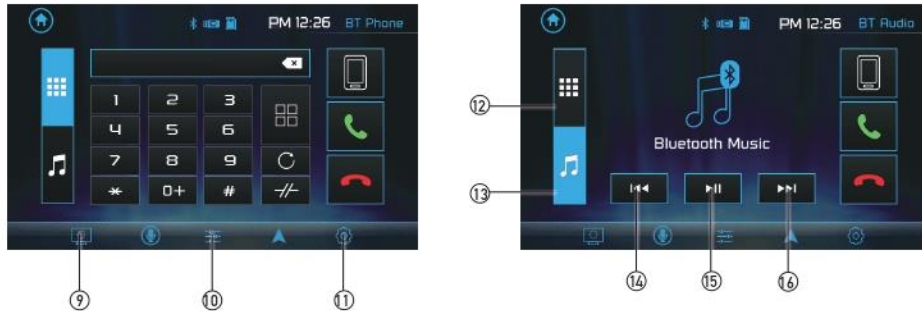 PM 12:26 BT Phone
1 2 3
4 5 6
7 8 9
* 0+ #
⑨ ⑩ ⑪
PM 12:26 BT Audio
Bluetooth Music
⑫
⑬
⑭ ⑮ ⑯